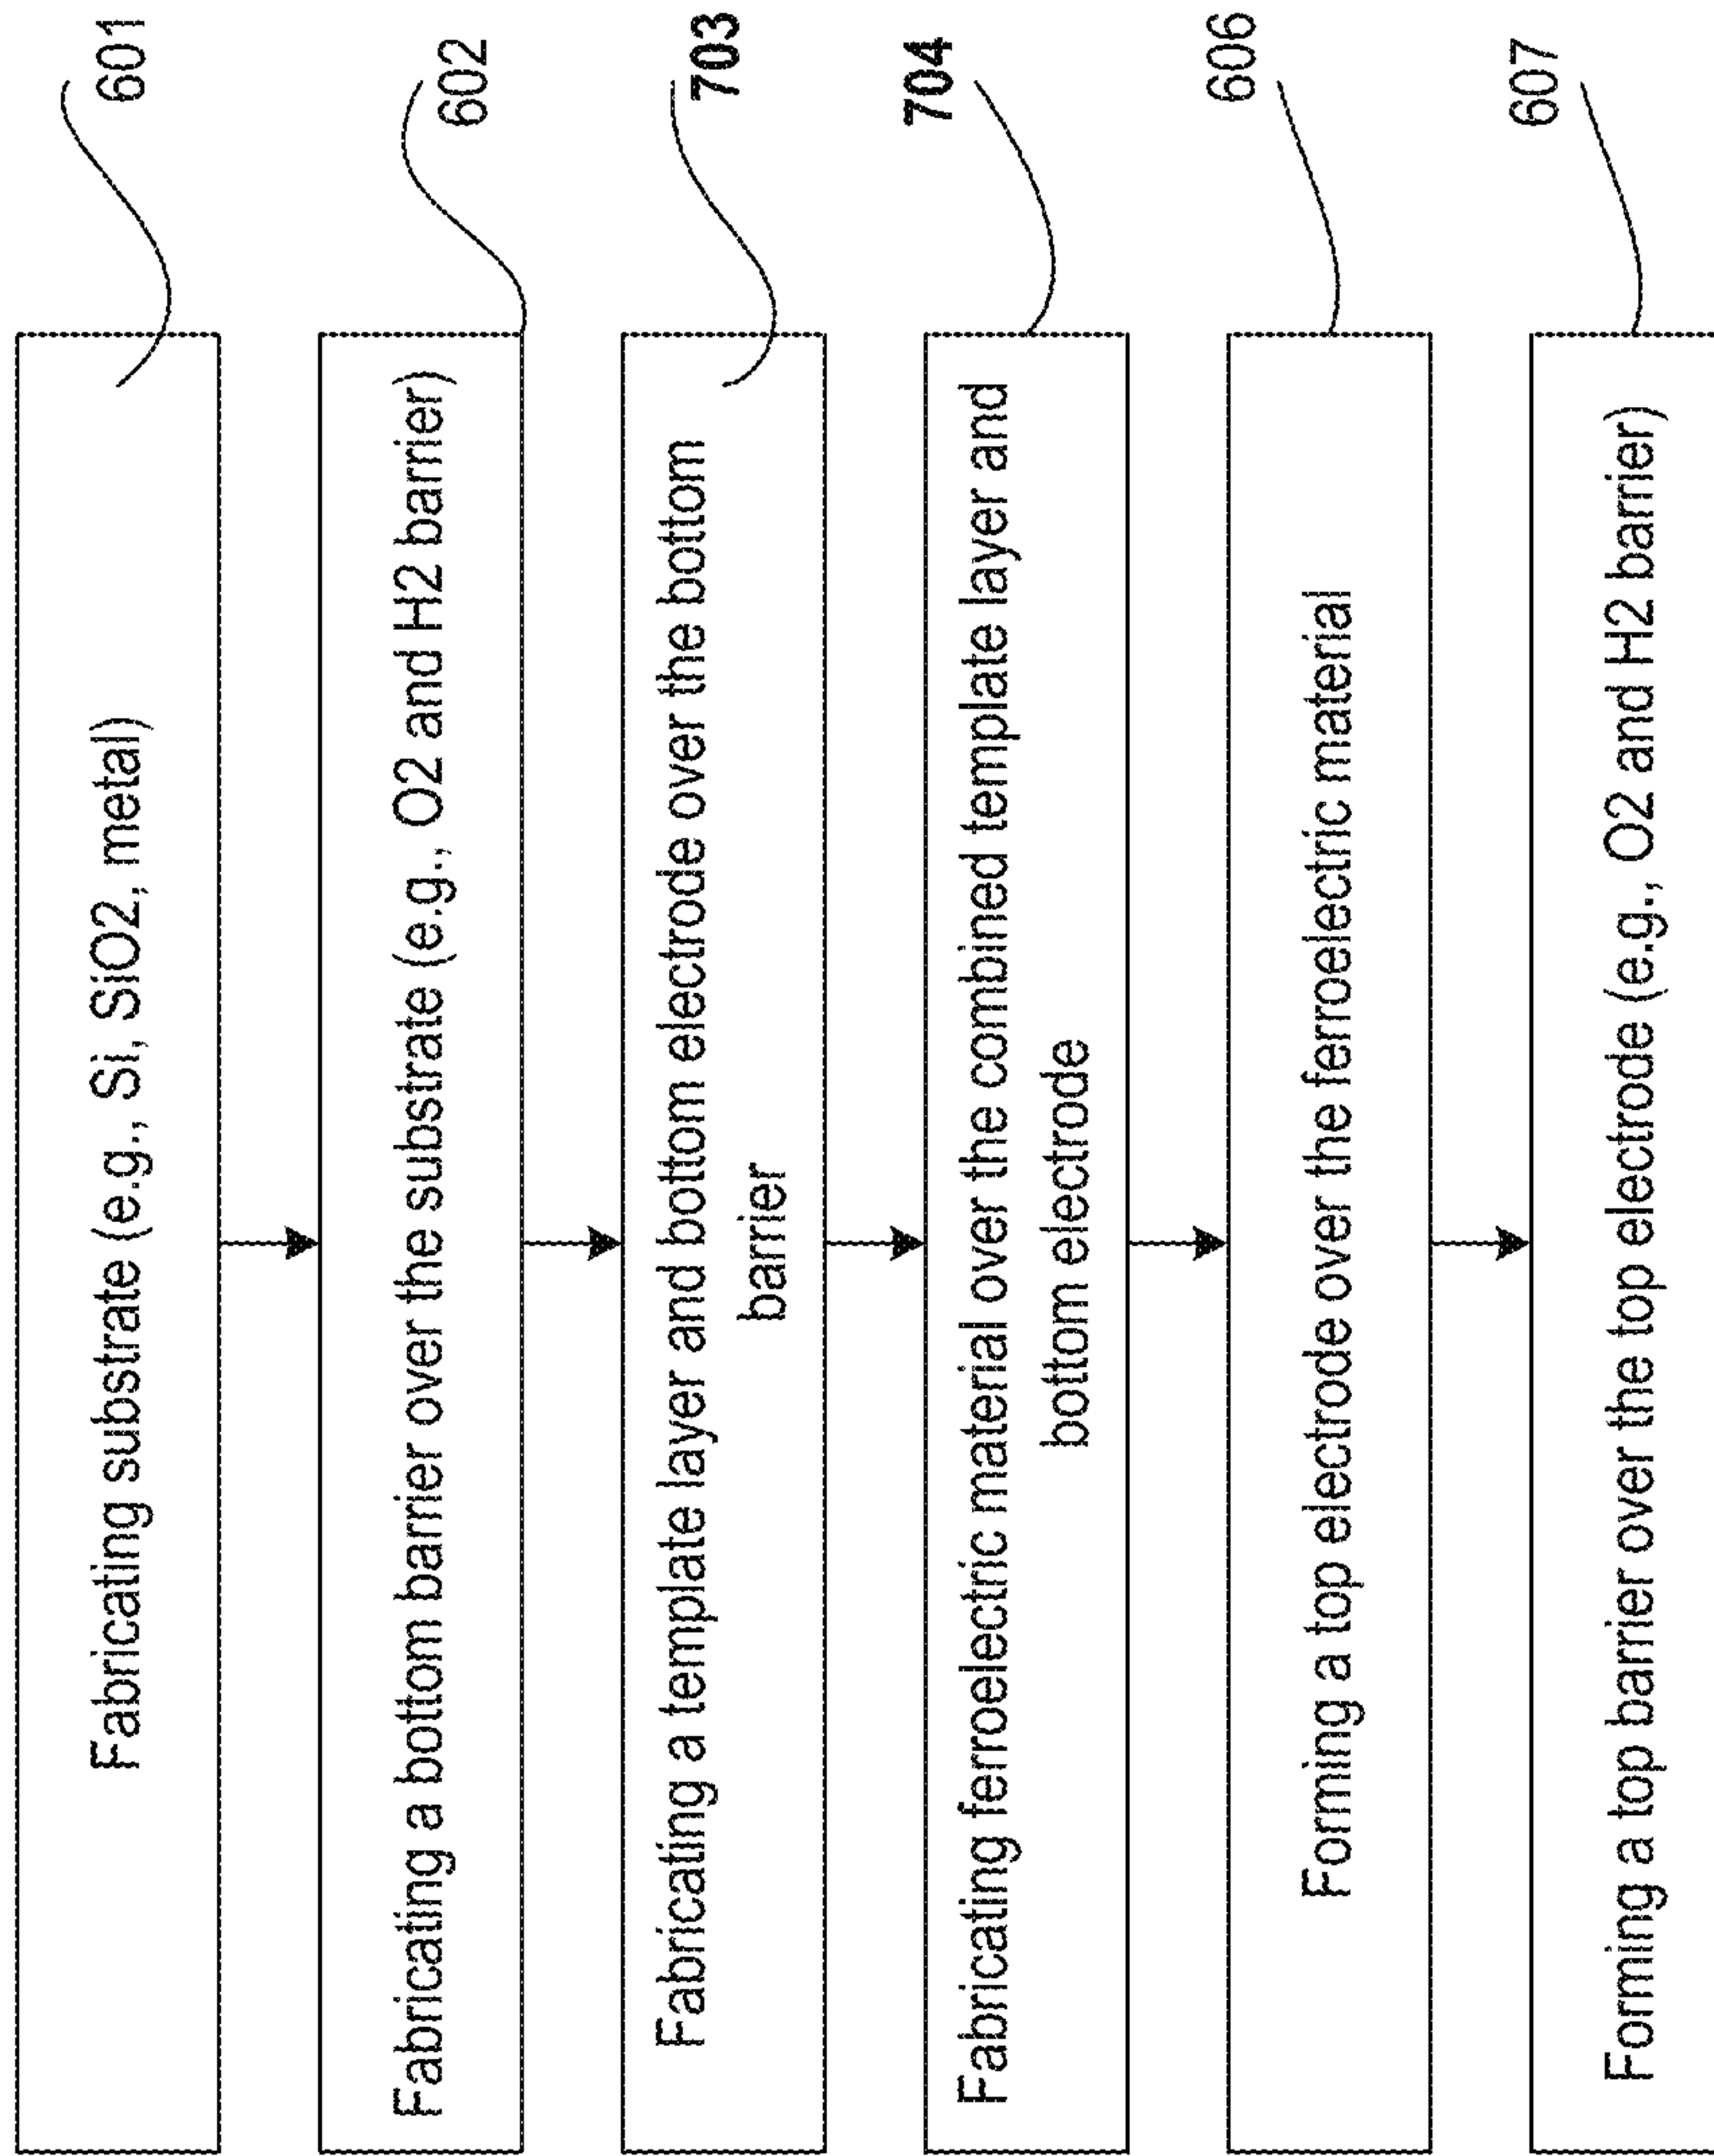 Fabricating substrate (e.g., Si, SiO2, metal)
601
Fabricating a bottom barrier over the substrate (e.g., O2 and H2 barrier)
602
Fabricating a template layer and bottom electrode over the bottom
barrier
703
Fabricating ferroelectric material over the combined template layer and
bottom electrode
704
Forming a top electrode over the ferroelectric material
606
Forming a top barrier over the top electrode (e.g., O2 and H2 barrier)
607